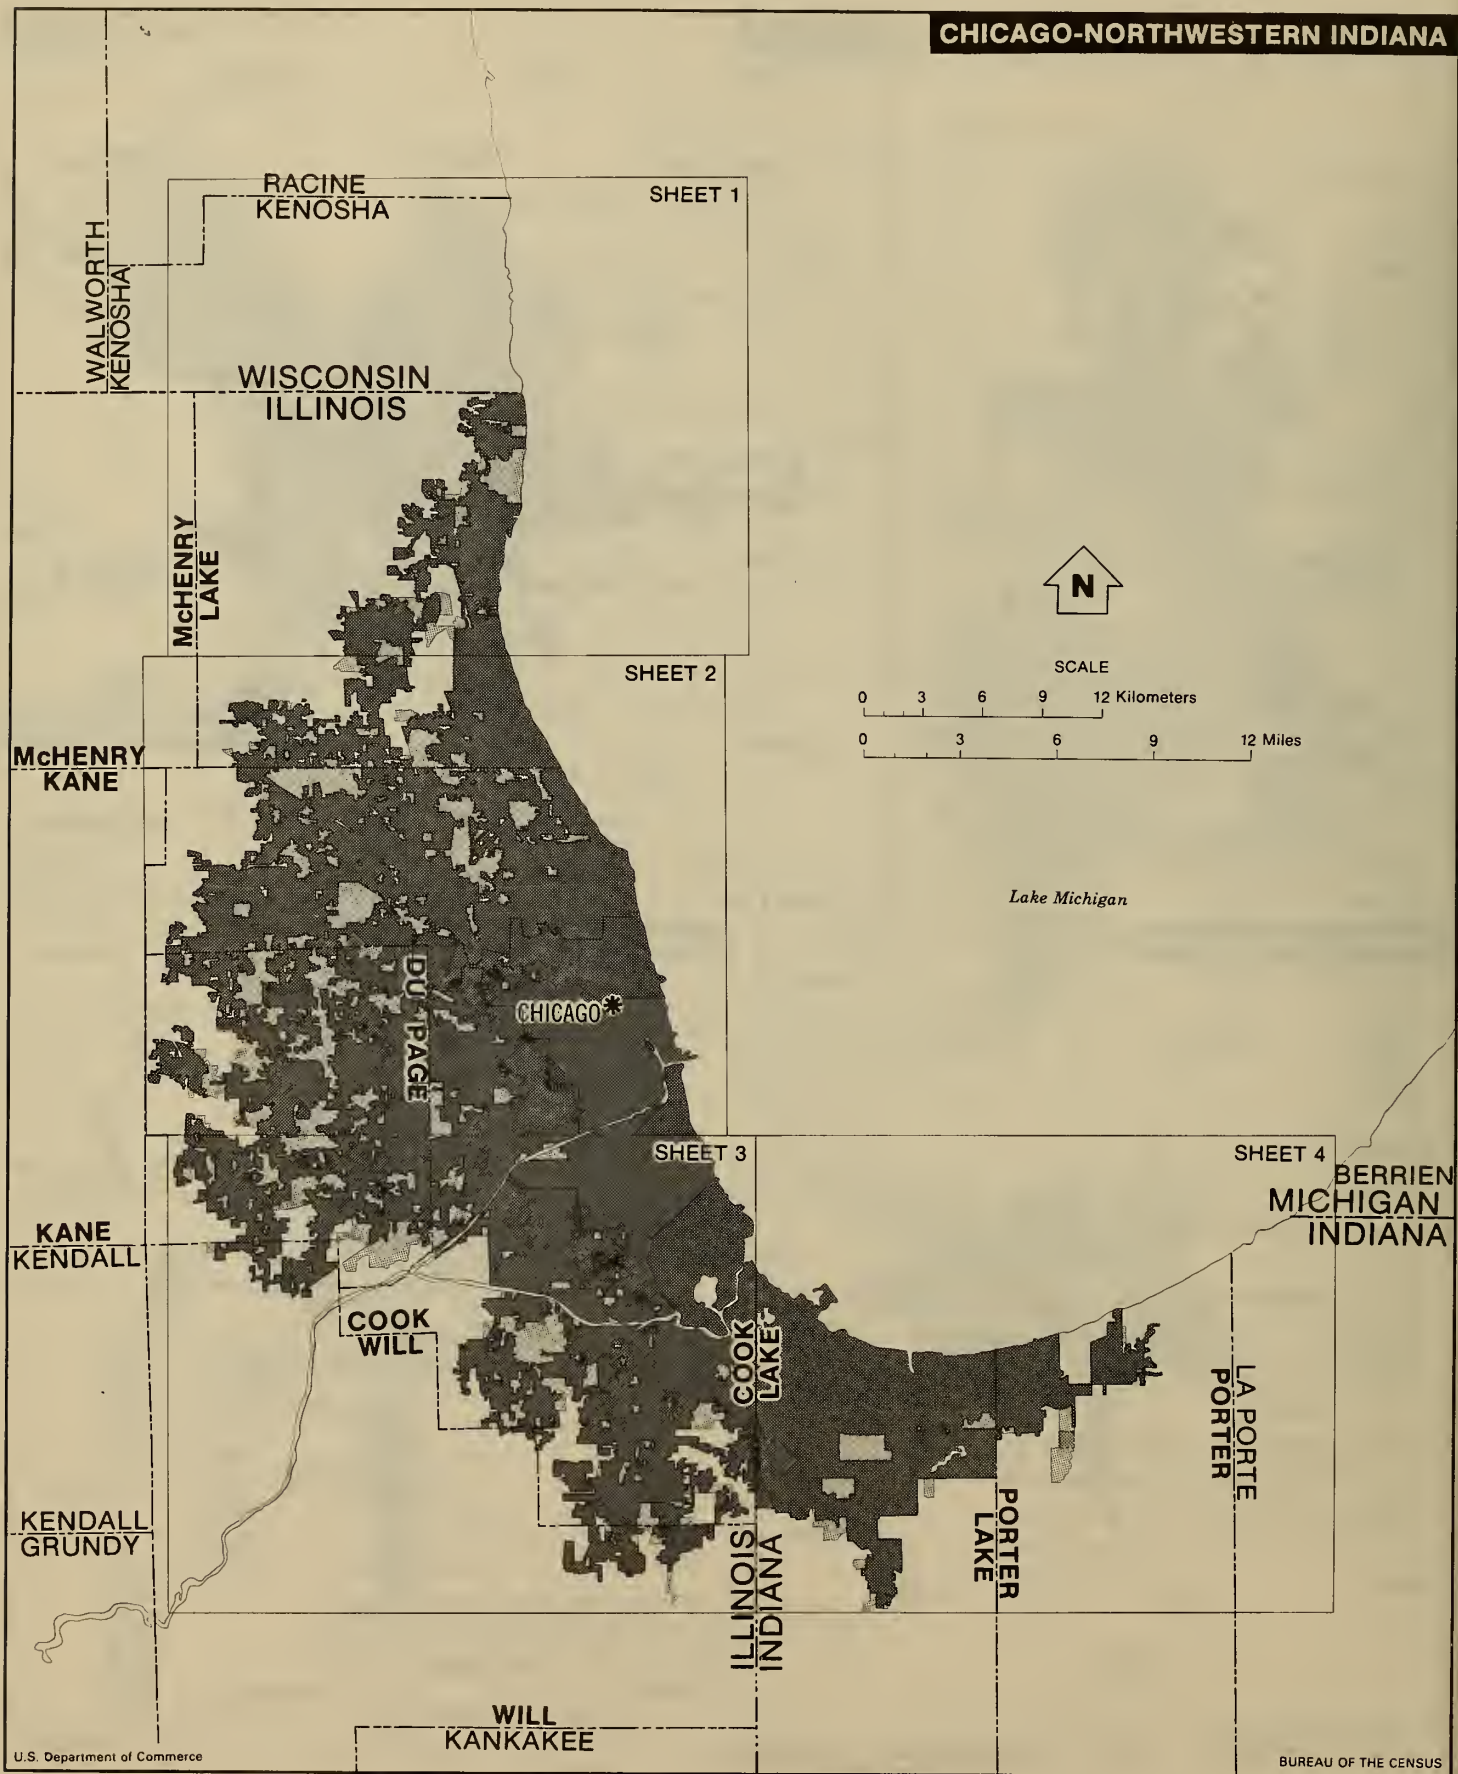 CHICAGO-NORTHWESTERN INDIANA
RACINE
KENOSHA
SHEET 1
WALWORTH
KENOSHA
WISCONSIN
ILLINOIS
McHENRY
LAKE
N
SHEET 2
SCALE
0 3 6 9 12 Kilometers
0 3 6 9 12 Miles
McHENRY
KANE
Lake Michigan
DU PAGE
CHICAGO
SHEET 3
SHEET 4
BERRIEN
MICHIGAN
INDIANA
KANE
KENDALL
COOK
WILL
COOK
LAKE
LA PORTE
PORTER
KENDALL
GRUNDY
PORTER
LAKE
ILLINOIS
INDIANA
WILL
KANKAKEE
U.S. Department of Commerce
BUREAU OF THE CENSUS